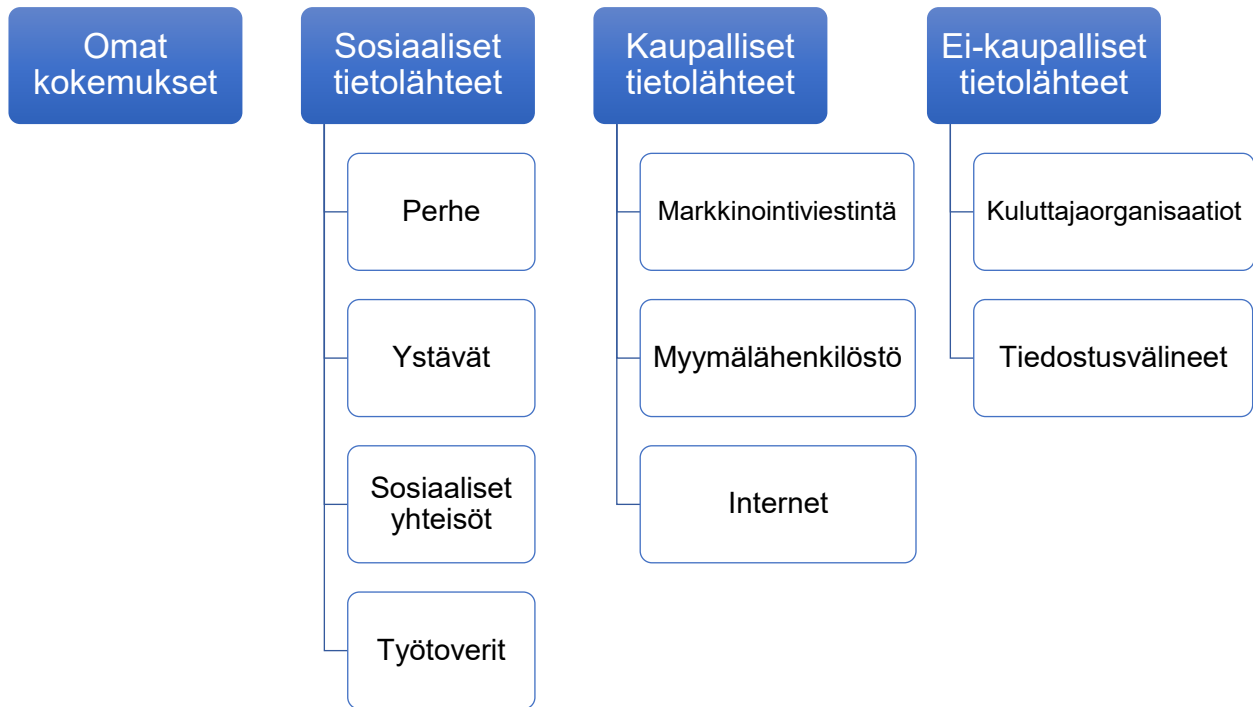 Omat
kokemukset
Sosiaaliset
tietolähteet
Perhe
Ystävät
Sosiaaliset
yhteisöt
Työtoverit
Kaupalliset
tietolähteet
Markkinointiviestintä
Myymälähenkilöstö
Internet
Ei-kaupalliset
tietolähteet
Kuluttajaorganisaatiot
Tiedostusvälineet